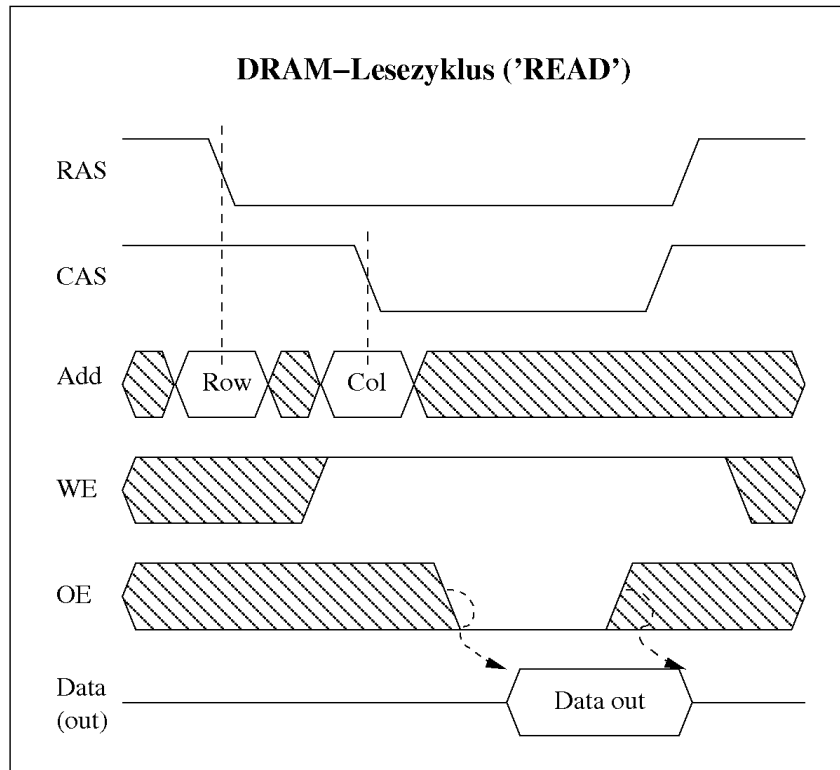 DRAM−Lesezyklus ('READ')
RAS
CAS
Add
Row
Col
WE
OE
Data
(out)
Data out